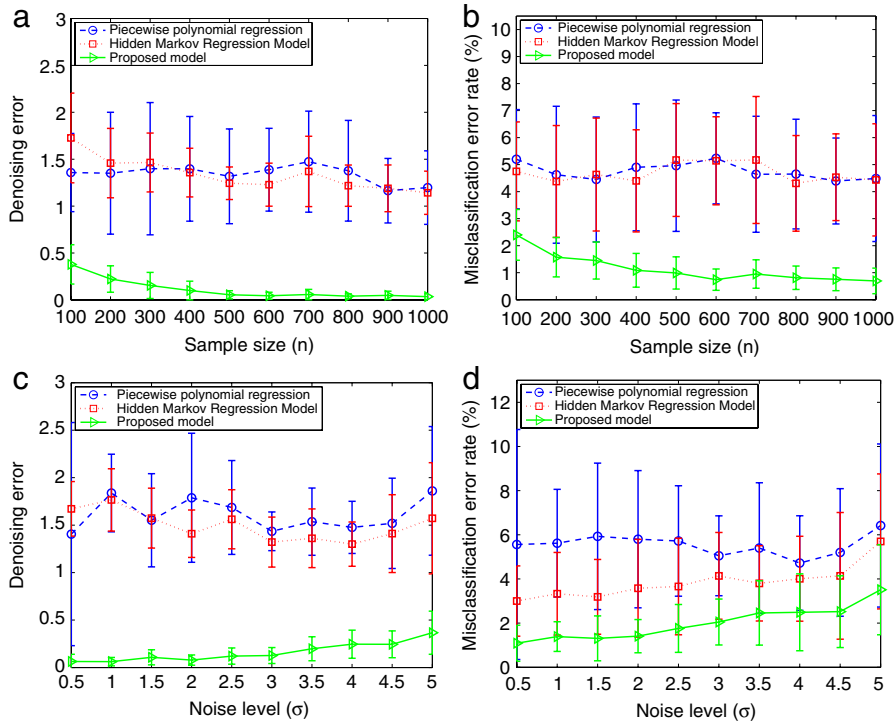 a
3
2.5
2
1.5
1
0.5
0
Denoising error
Piecewise polynomial regression
Hidden Markov Regression Model
Proposed model
100 200 300 400 500 600 700 800 900 1000
Sample size (n)
b
10
9
8
7
6
5
4
3
2
1
0
Misclassification error rate (%)
Piecewise polynomial regression
Hidden Markov Regression Model
Proposed model
100 200 300 400 500 600 700 800 900 1000
Sample size (n)
c
3
2.5
2
1.5
1
0.5
0
Denoising error
Piecewise polynomial regression
Hidden Markov Regression Model
Proposed model
0.5 1 1.5 2 2.5 3 3.5 4 4.5 5
Noise level (σ)
d
12
10
8
6
4
2
0
Misclassification error rate (%)
Piecewise polynomial regression
Hidden Markov Regression Model
Proposed model
0.5 1 1.5 2 2.5 3 3.5 4 4.5 5
Noise level (σ)